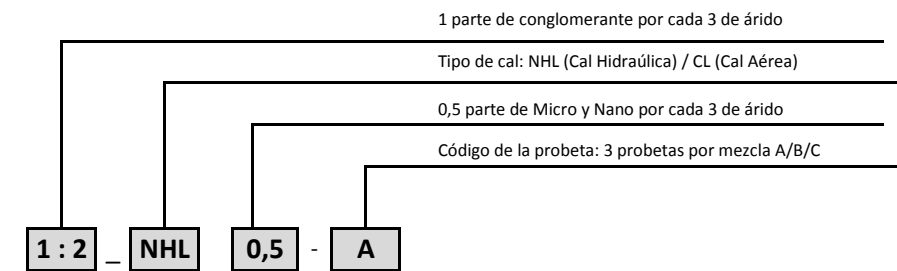 1 parte de conglomerante por cada 3 de árido
Tipo de cal: NHL (Cal Hidraúlica) / CL (Cal Aérea)
0,5 parte de Micro y Nano por cada 3 de árido
Código de la probeta: 3 probetas por mezcla A/B/C
1 : 2 _ NHL 0,5 - A